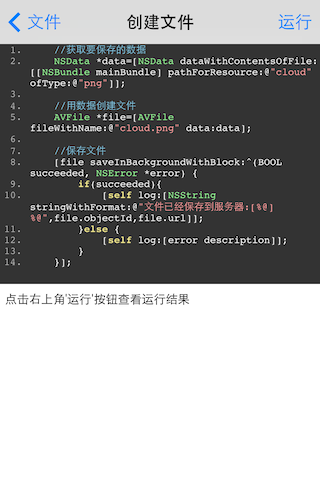 文件 创建文件 运行
1. //获取要保存的数据
2. NSData *data=[NSData dataWithContentsOfFile:
[[NSBundle mainBundle] pathForResource:@"cloud"
ofType:@"png"]];
3.
4. //用数据创建文件
5. AVFile *file=[AVFile
fileWithName:@"cloud.png" data:data];
6.
7. //保存文件
8. [file saveInBackgroundWithBlock:^(BOOL
succeeded, NSError *error) {
9. if(succeeded){
10. [self log:[NSString
stringWithFormat:@"文件已经保存到服务器:[%@]
%@",file.objectId,file.url]];
11. }else {
12. [self log:[error description]];
13. }
14. }];
点击右上角'运行'按钮查看运行结果